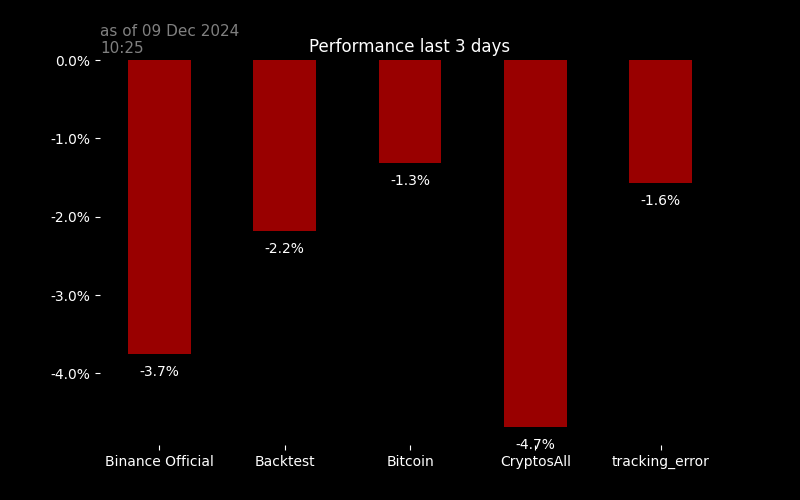 as of 09 Dec 2024
10:25
Performance last 3 days
0.0%
-1.0%
-2.0%
-3.0%
-4.0%
-3.7%
-2.2%
-1.3%
-4.7%
-1.6%
Binance Official
Backtest
Bitcoin
CryptosAll
tracking_error